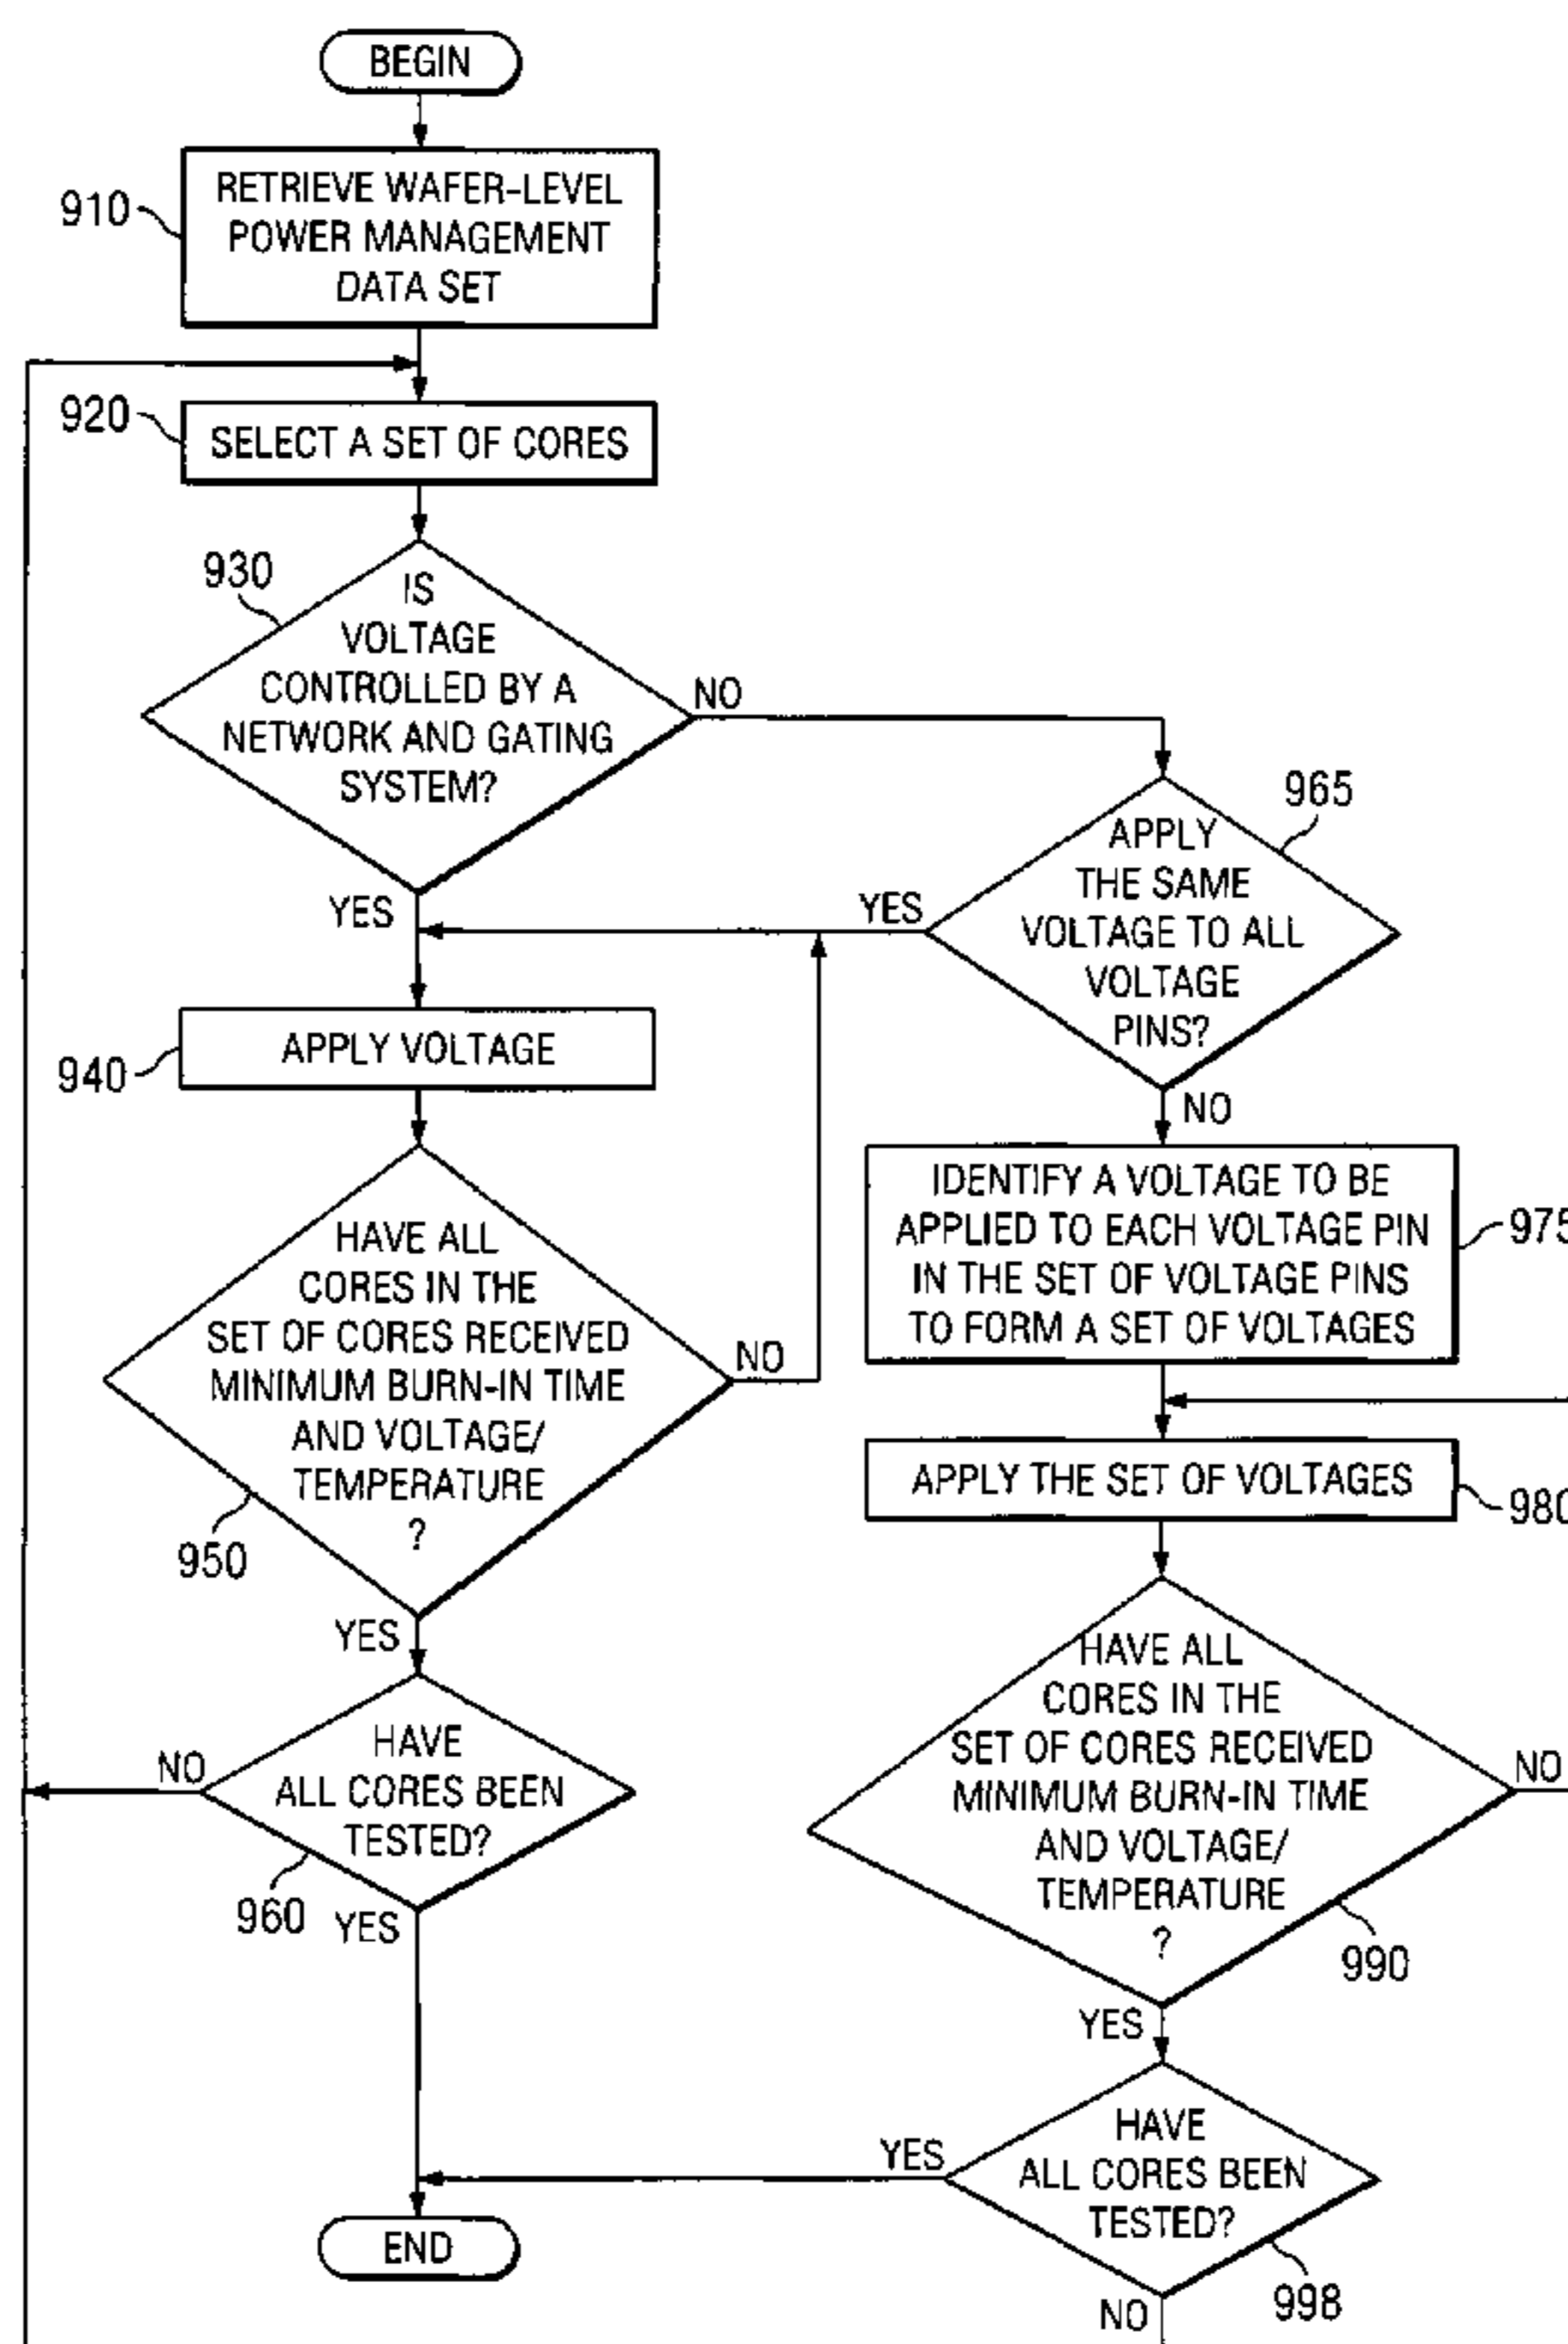 BEGIN
910
RETRIEVE WAFER-LEVEL
POWER MANAGEMENT
DATA SET
920
SELECT A SET OF CORES
930
IS
VOLTAGE
CONTROLLED BY A
NETWORK AND GATING
SYSTEM?
NO
YES
965
APPLY
THE SAME
VOLTAGE TO ALL
VOLTAGE
PINS?
YES
NO
940
APPLY VOLTAGE
HAVE ALL
CORES IN THE
SET OF CORES RECEIVED
MINIMUM BURN-IN TIME
AND VOLTAGE/
TEMPERATURE
?
950
NO
YES
IDENTIFY A VOLTAGE TO BE
APPLIED TO EACH VOLTAGE PIN
IN THE SET OF VOLTAGE PINS
TO FORM A SET OF VOLTAGES
975
APPLY THE SET OF VOLTAGES
980
HAVE
ALL CORES BEEN
TESTED?
NO
960
YES
HAVE ALL
CORES IN THE
SET OF CORES RECEIVED
MINIMUM BURN-IN TIME
AND VOLTAGE/
TEMPERATURE
?
NO
990
YES
HAVE
ALL CORES BEEN
TESTED?
YES
998
NO
END